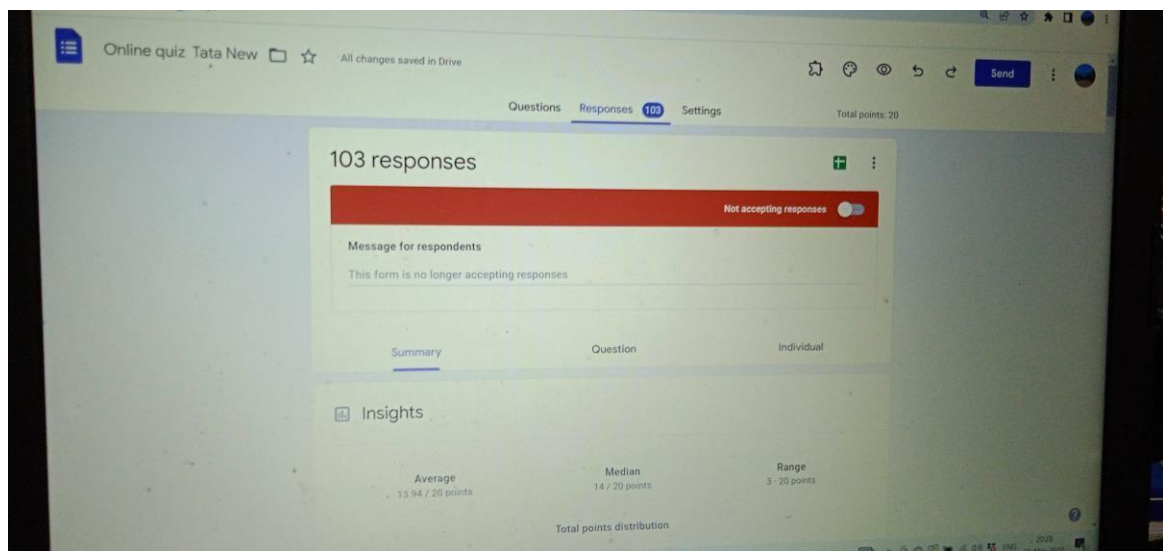 Online quiz Tata New
All changes saved in Drive
Send
Questions Responses 103 Settings
Total points: 20
103 responses
Not accepting responses
Message for respondents
This form is no longer accepting responses
Summary Question Individual
Insights
Average Median Range
13.94 / 20 points 14 / 20 points 3 - 20 points
Total points distribution
ENG